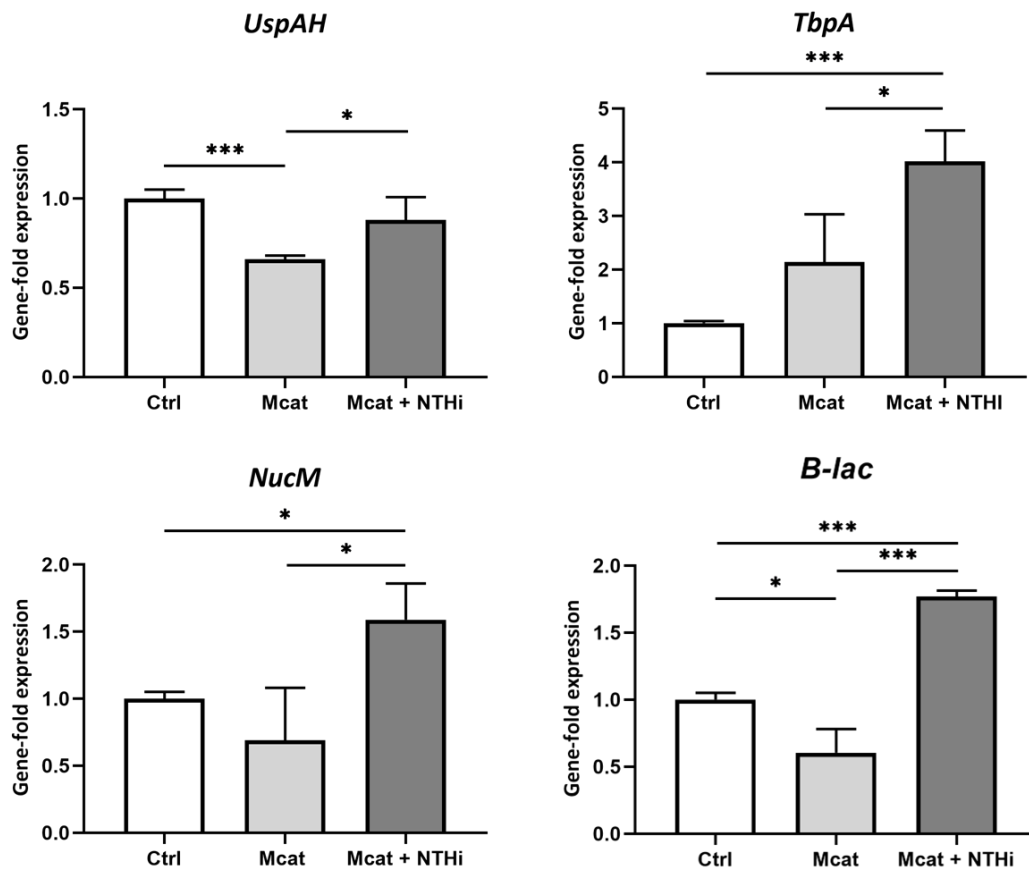 UspAH
***
*
1.5
1.0
0.5
0.0
Gene-fold expression
Ctrl
Mcat
Mcat + NTHi
TbpA
***
*
5
4
3
2
1
0
Gene-fold expression
Ctrl
Mcat
Mcat + NTHI
NucM
*
*
2.0
1.5
1.0
0.5
0.0
Gene-fold expression
Ctrl
Mcat
Mcat + NTHi
B-lac
***
***
*
2.0
1.5
1.0
0.5
0.0
Gene-fold expression
Ctrl
Mcat
Mcat + NTHi